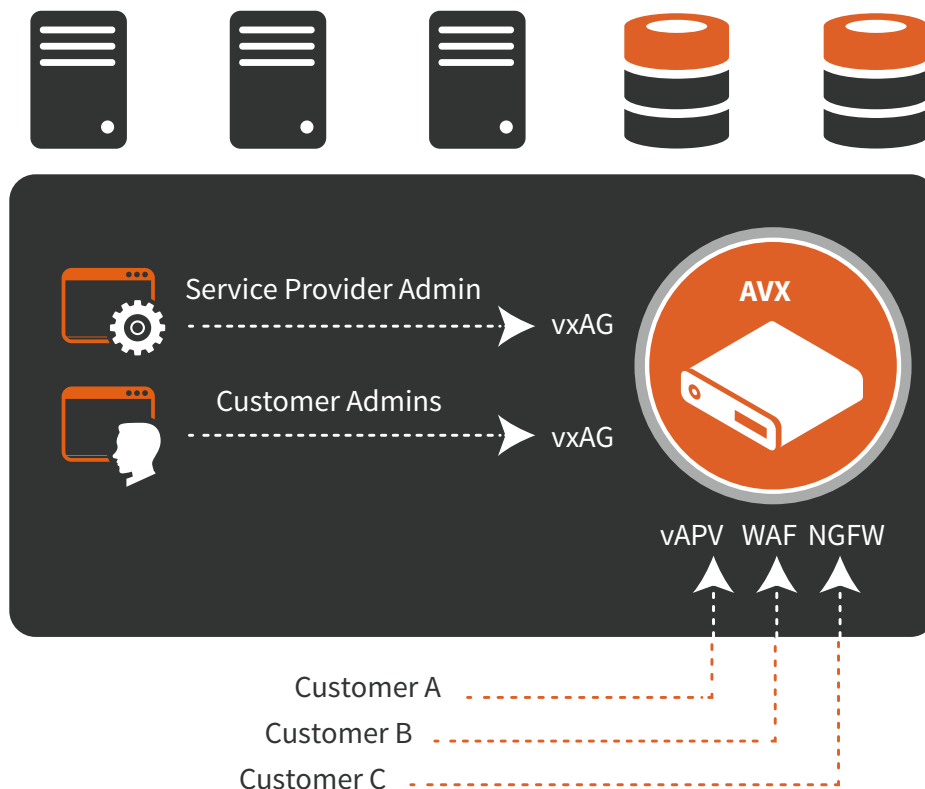 Service Provider Admin
vxAG
AVX
Customer Admins
vxAG
vAPV WAF NGFW
Customer A
Customer B
Customer C